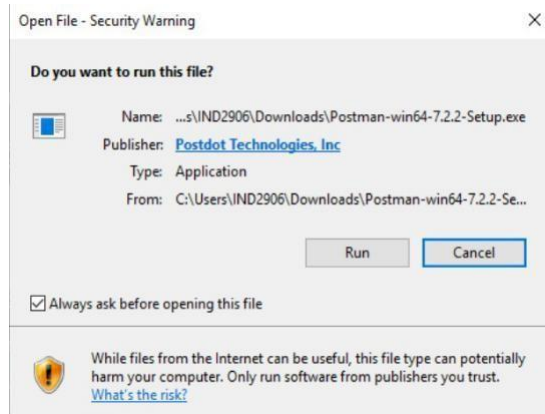 Open File - Security Warning
Do you want to run this file?
Name: ...s\IND2906\Downloads\Postman-win64-7.2.2-Setup.exe
Publisher: Postdot Technologies, Inc
Type: Application
From: C:\Users\IND2906\Downloads\Postman-win64-7.2.2-Se...
Run Cancel
Always ask before opening this file
While files from the Internet can be useful, this file type can potentially
harm your computer. Only run software from publishers you trust.
What's the risk?